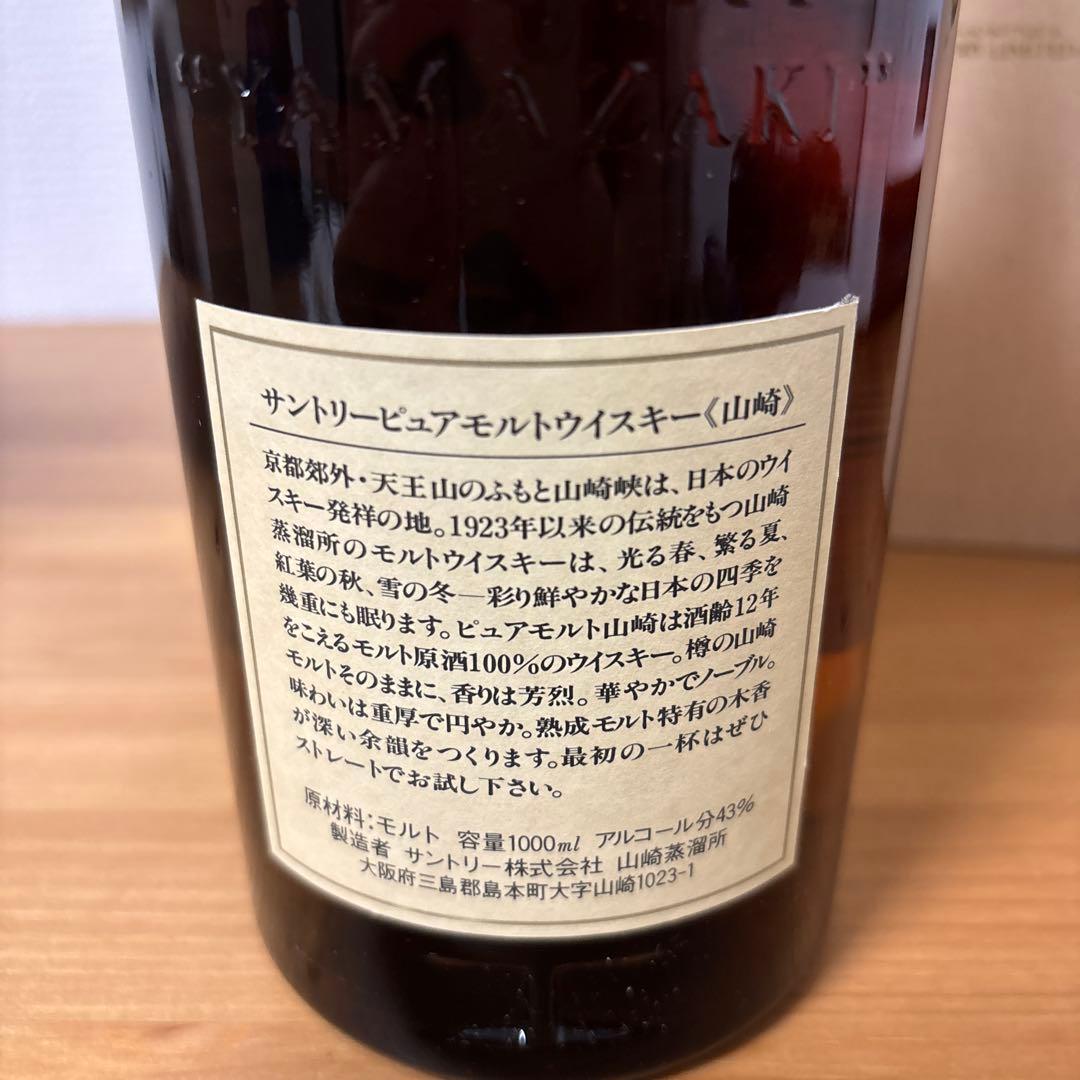 "YAMAZAKI"
サントリーピュアモルトウイスキー《山崎》
京都郊外・天王山のふもと山崎峡は、日本のウイ
スキー発祥の地。1923年以来の伝統をもつ山崎
蒸溜所のモルトウイスキーは、光る春、繁る夏、
紅葉の秋、雪の冬―彩り鮮やかな日本の四季を
幾重にも眠ります。ピュアモルト山崎は酒齢12年
をこえるモルト原酒100%のウイスキー。樽の山崎
モルトそのままに、香りは芳烈。華やかでノーブル。
味わいは重厚で円やか。熟成モルト特有の木香
が深い余韻をつくります。最初の一杯はぜひ
ストレートでお試し下さい。
原材料:モルト 容量1000ml アルコール分43%
製造者 サントリー株式会社 山崎蒸溜所
大阪府三島郡島本町大字山崎1023-1